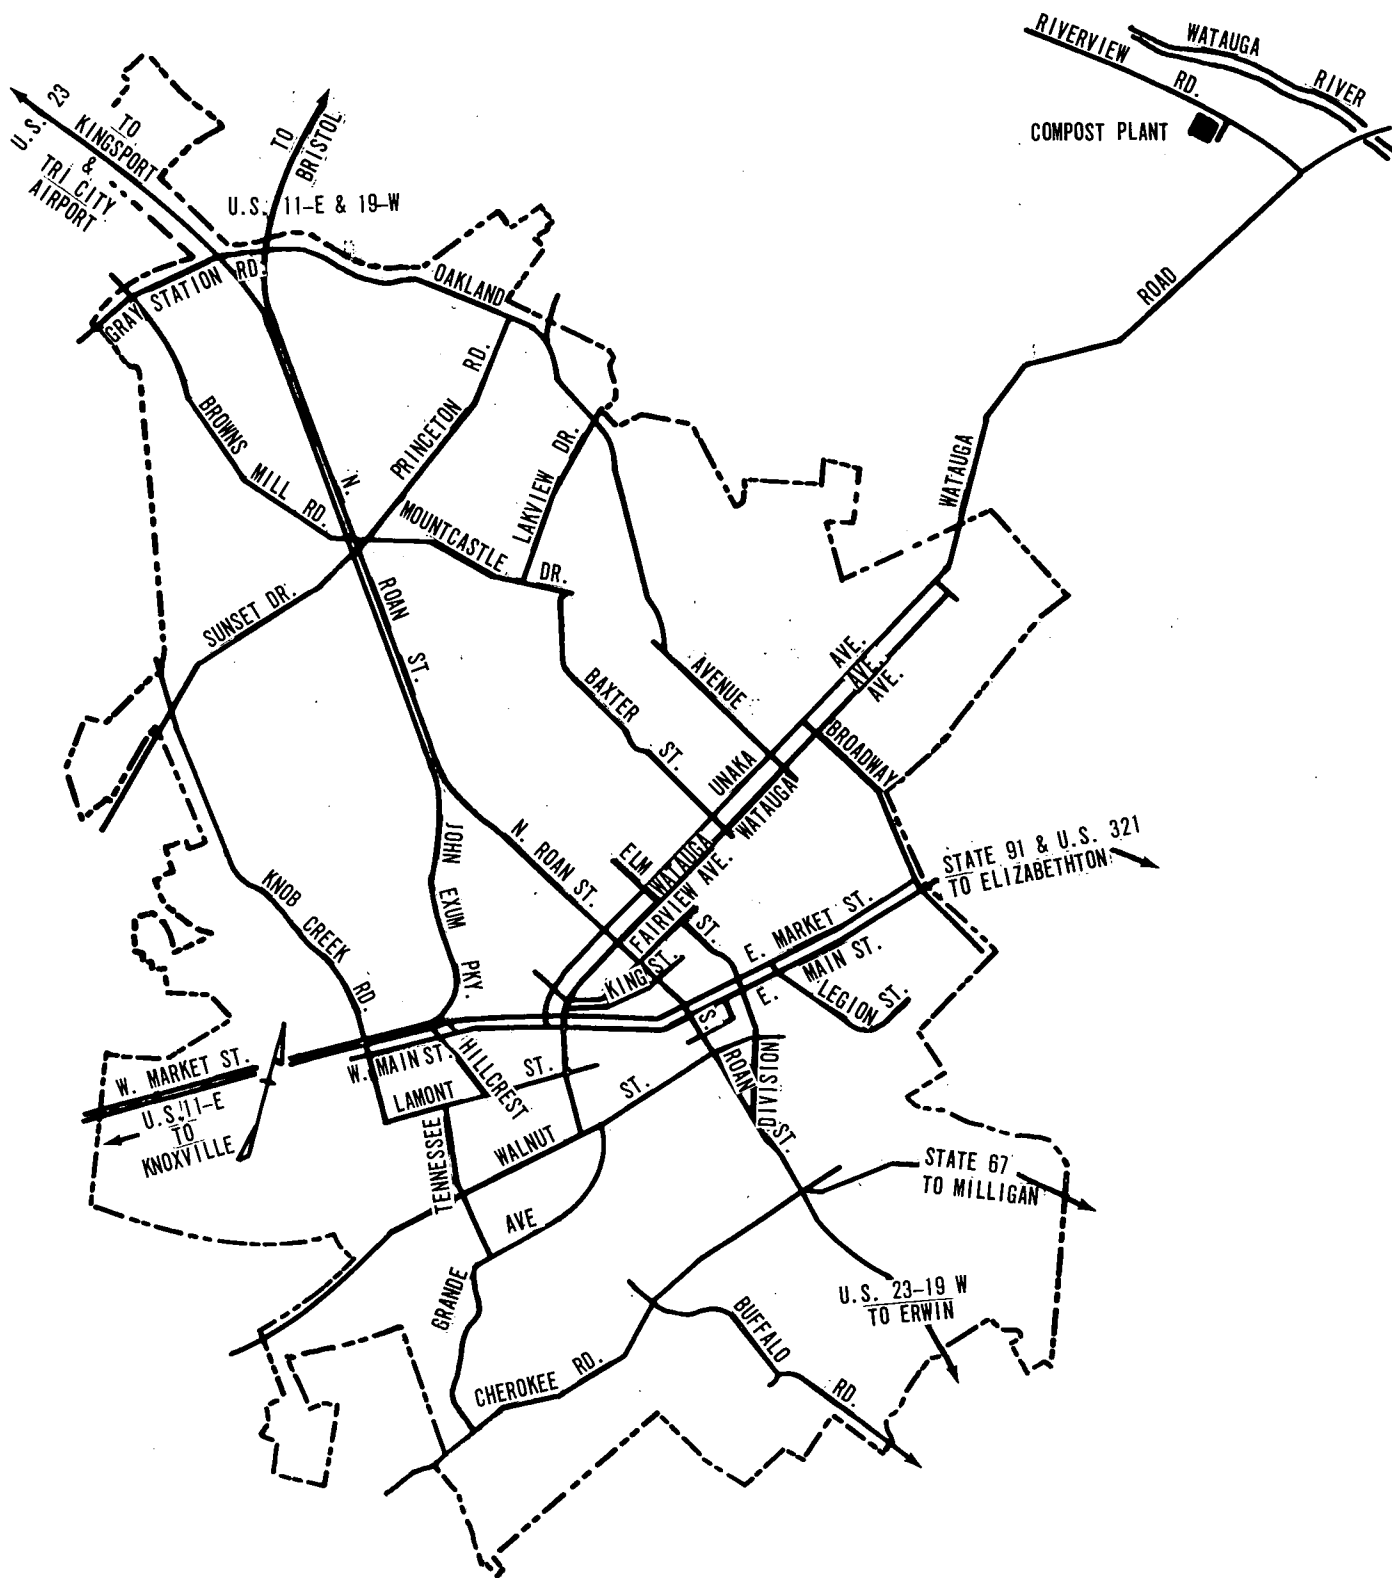 RIVERVIEW RD.
WATAUGA RIVER
COMPOST PLANT
U.S. 23
TO
KINGSPORT
&
TRI CITY
AIRPORT
TO
BRISTOL
U.S. 11-E & 19-W
GRAY STATION RD.
OAKLAND
AVENUE
BROWNS MILL RD.
PRINCETON RD.
N. ROAN ST.
MOUNTCASTLE DR.
LAKVIEW DR.
WATAUGA ROAD
SUNSET DR.
BAXTER ST.
UNAKA AVE.
WATAUGA AVE.
FAIRVIEW AVE.
WATAUGA
AVE.
BROADWAY
JOHN EXUM PKY.
N. ROAN ST.
ELM ST.
KING ST.
STATE 91 & U.S. 321
TO ELIZABETHTON
E. MARKET ST.
E. MAIN ST.
LEGION ST.
KNOB CREEK RD.
W. MARKET ST.
U.S. 11-E
TO
KNOXVILLE
W. MAIN ST.
HILLCREST
LAMONT ST.
S. ROAN ST.
DIVISION
TENNESSEE
WALNUT ST.
GRANDE AVE
STATE 67
TO MILLIGAN
U.S. 23-19 W
TO ERWIN
BUFFALO RD.
CHEROKEE RD.